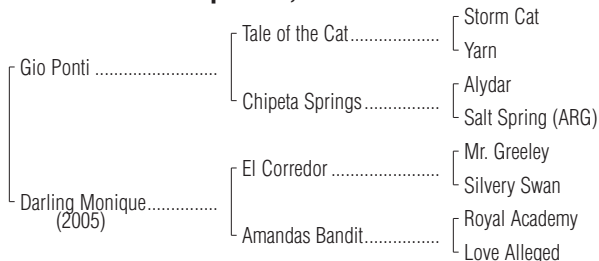 Storm Cat
Tale of the Cat...................
Yarn
Gio Ponti ..........................
Alydar
Chipeta Springs................
Salt Spring (ARG)
Mr. Greeley
El Corredor .......................
Silvery Swan
Darling Monique...............
(2005)
Royal Academy
Amandas Bandit................
Love Alleged